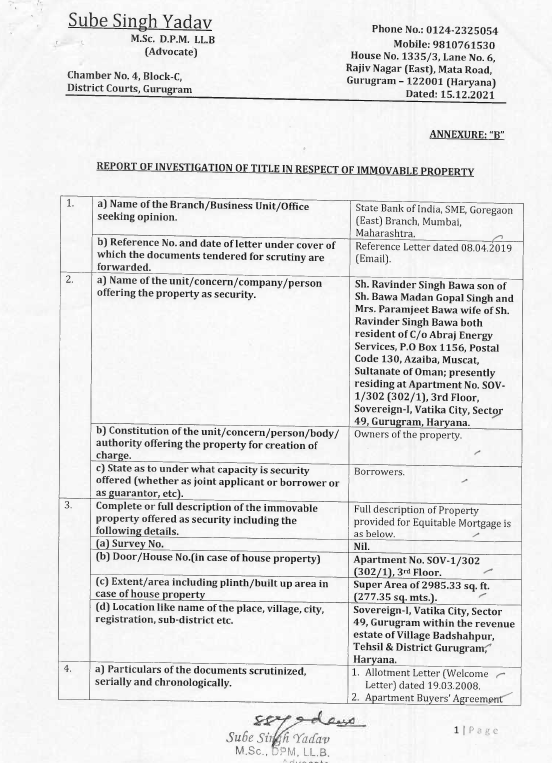 Sube Singh Yadav
M.Sc. D.P.M. LL.B
(Advocate)
Chamber No. 4, Block-C,
District Courts, Gurugram
Phone No.: 0124-2325054
Mobile: 9810761530
House No. 1335/3, Lane No. 6,
Rajiv Nagar (East), Mata Road,
Gurugram – 122001 (Haryana)
Dated: 15.12.2021
ANNEXURE: "B"
REPORT OF INVESTIGATION OF TITLE IN RESPECT OF IMMOVABLE PROPERTY
1.
a) Name of the Branch/Business Unit/Office
seeking opinion.
State Bank of India, SME, Goregaon
(East) Branch, Mumbai,
Maharashtra.
b) Reference No. and date of letter under cover of
which the documents tendered for scrutiny are
forwarded.
Reference Letter dated 08.04.2019
(Email).
2.
a) Name of the unit/concern/company/person
offering the property as security.
Sh. Ravinder Singh Bawa son of
Sh. Bawa Madan Gopal Singh and
Mrs. Paramjeet Bawa wife of Sh.
Ravinder Singh Bawa both
resident of C/o Abraj Energy
Services, P.O Box 1156, Postal
Code 130, Azaiba, Muscat,
Sultanate of Oman; presently
residing at Apartment No. SOV-
1/302 (302/1), 3rd Floor,
Sovereign-I, Vatika City, Sector
49, Gurugram, Haryana.
b) Constitution of the unit/concern/person/body/
authority offering the property for creation of
charge.
Owners of the property.
c) State as to under what capacity is security
offered (whether as joint applicant or borrower or
as guarantor, etc).
Borrowers.
3.
Complete or full description of the immovable
property offered as security including the
following details.
Full description of Property
provided for Equitable Mortgage is
as below.
(a) Survey No.
Nil.
(b) Door/House No.(in case of house property)
Apartment No. SOV-1/302
(302/1), 3rd Floor.
(c) Extent/area including plinth/built up area in
case of house property
Super Area of 2985.33 sq. ft.
(277.35 sq. mts.).
(d) Location like name of the place, village, city,
registration, sub-district etc.
Sovereign-I, Vatika City, Sector
49, Gurugram within the revenue
estate of Village Badshahpur,
Tehsil & District Gurugram,
Haryana.
4.
a) Particulars of the documents scrutinized,
serially and chronologically.
1. Allotment Letter (Welcome
Letter) dated 19.03.2008.
2. Apartment Buyers' Agreement
1 | Page
Sube Singh Yadav
M.Sc., DPM, LL.B.
Advocate